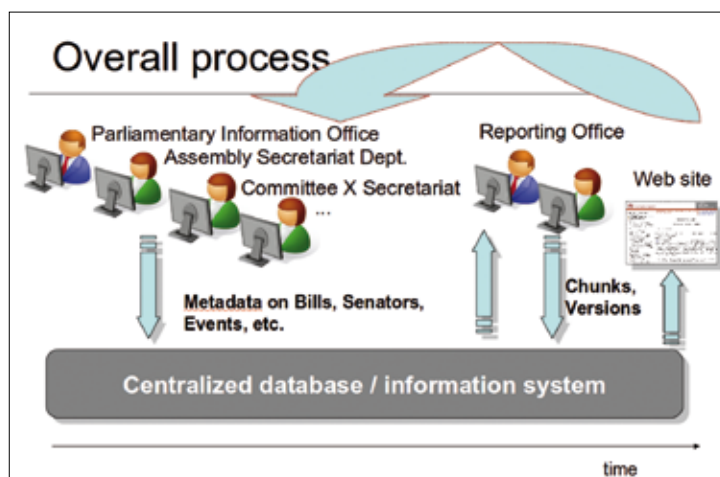 Overall process
Parliamentary Information Office
Assembly Secretariat Dept.
Committee X Secretariat
...
Reporting Office
Web site
Metadata on Bills, Senators,
Events, etc.
Chunks,
Versions
Centralized database / information system
time